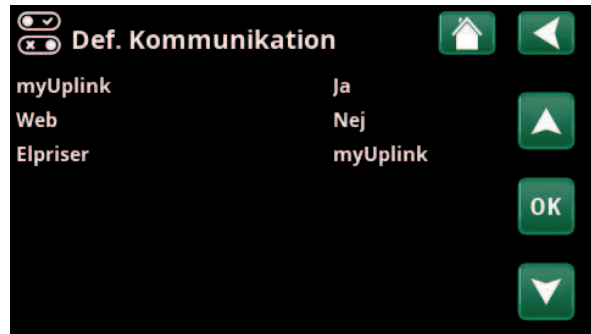 Def. Kommunikation
myUplink Ja
Web Nej
Elpriser myUplink
OK